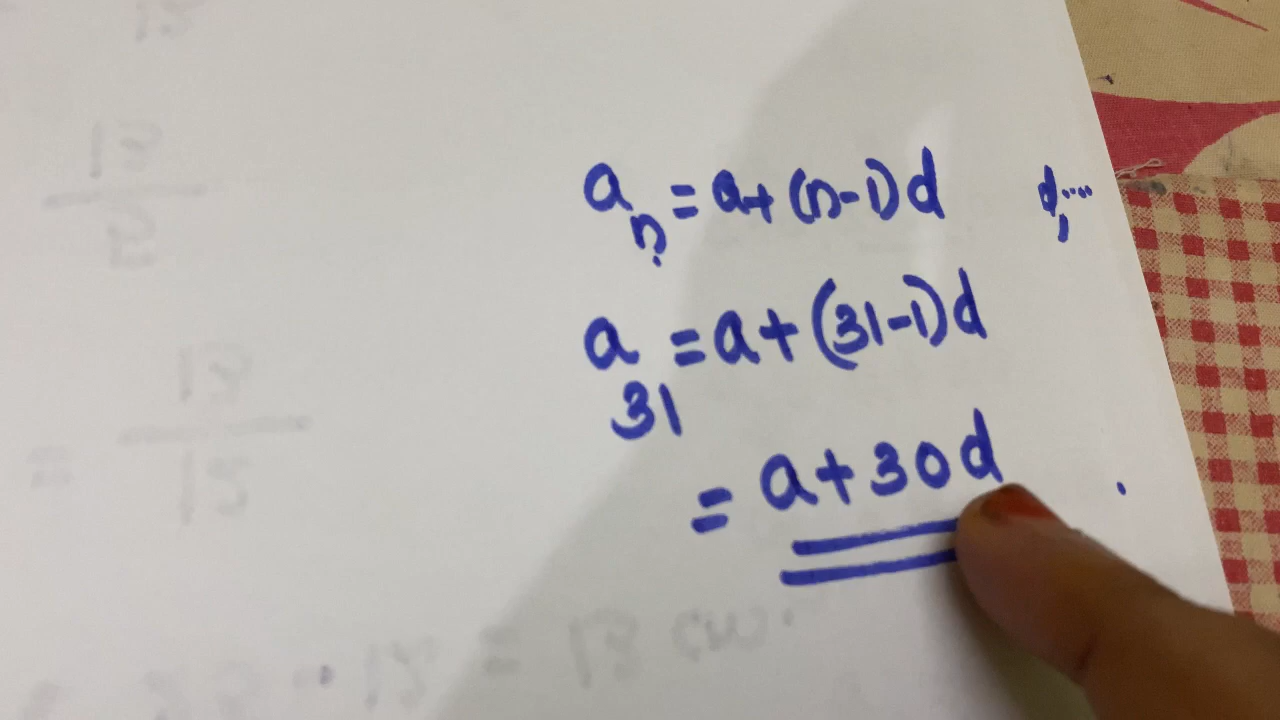 aₙ = a + (n-1)d
a₃₁ = a + (31-1)d
= a + 30d